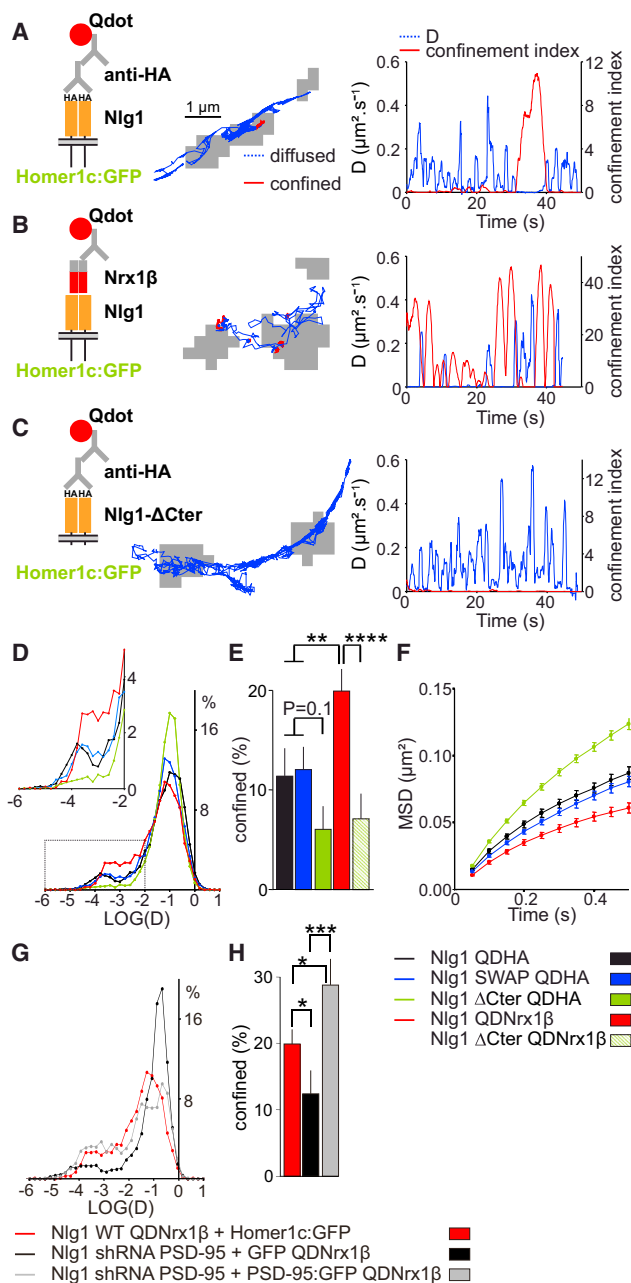 A
Qdot
anti-HA
HA HA
Nlg1
Homer1c:GFP
1 µm
diffused
confined
D
confinement index
D (µm².s⁻¹)
0.6
0.4
0.2
0
12
8
4
0
confinement index
0 20 40
Time (s)
B
Qdot
Nrx1β
Nlg1
Homer1c:GFP
D (µm².s⁻¹)
0.6
0.4
0.2
0
40
20
0
confinement index
0 20 40
Time (s)
C
Qdot
anti-HA
HA HA
Nlg1-ΔCter
Homer1c:GFP
D (µm².s⁻¹)
0.6
0.4
0.2
0
12
8
4
0
confinement index
0 20 40
Time (s)
D
4
2
0
-6 -4 -2
%
16
8
-6 -5 -4 -3 -2 -1 0 1
LOG(D)
E
** ****
P=0.1
confined (%)
20
10
0
F
MSD (µm²)
0.15
0.10
0.05
0.00
0 0.2 0.4
Time (s)
Nlg1 QDHA
Nlg1 SWAP QDHA
Nlg1 ΔCter QDHA
Nlg1 QDNrx1β
Nlg1 ΔCter QDNrx1β
G
%
16
8
-6 -5 -4 -3 -2 -1 0 1
LOG(D)
H
***
*
*
confined (%)
30
20
10
0
Nlg1 WT QDNrx1β + Homer1c:GFP
Nlg1 shRNA PSD-95 + GFP QDNrx1β
Nlg1 shRNA PSD-95 + PSD-95:GFP QDNrx1β